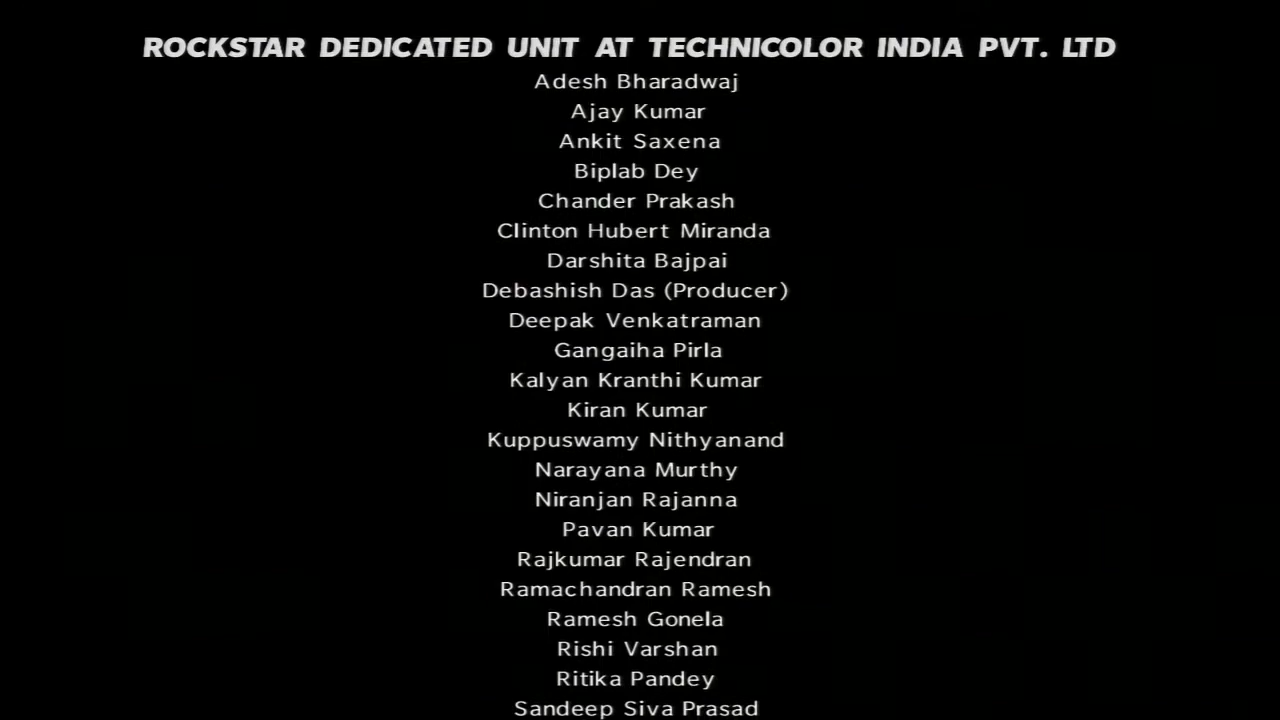 ROCKSTAR DEDICATED UNIT AT TECHNICOLOR INDIA PVT. LTD
Adesh Bharadwaj
Ajay Kumar
Ankit Saxena
Biplab Dey
Chander Prakash
Clinton Hubert Miranda
Darshita Bajpai
Debashish Das (Producer)
Deepak Venkatraman
Gangaiha Pirla
Kalyan Kranthi Kumar
Kiran Kumar
Kuppuswamy Nithyanand
Narayana Murthy
Niranjan Rajanna
Pavan Kumar
Rajkumar Rajendran
Ramachandran Ramesh
Ramesh Gonela
Rishi Varshan
Ritika Pandey
Sandeep Siva Prasad